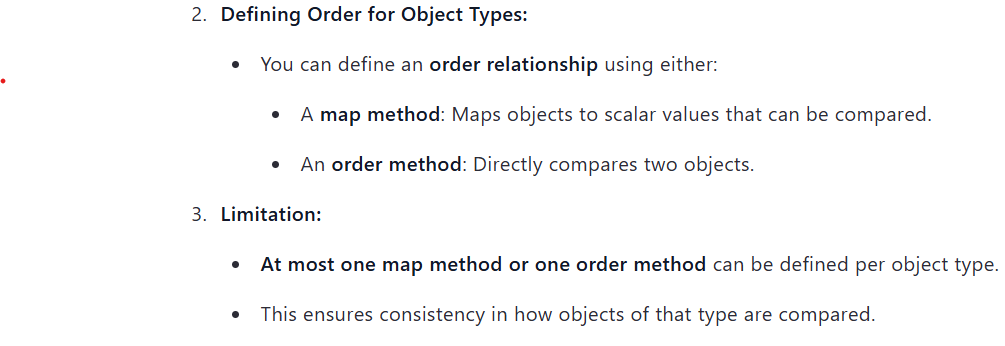 2. Defining Order for Object Types:
• You can define an order relationship using either:
• A map method: Maps objects to scalar values that can be compared.
• An order method: Directly compares two objects.
3. Limitation:
• At most one map method or one order method can be defined per object type.
• This ensures consistency in how objects of that type are compared.